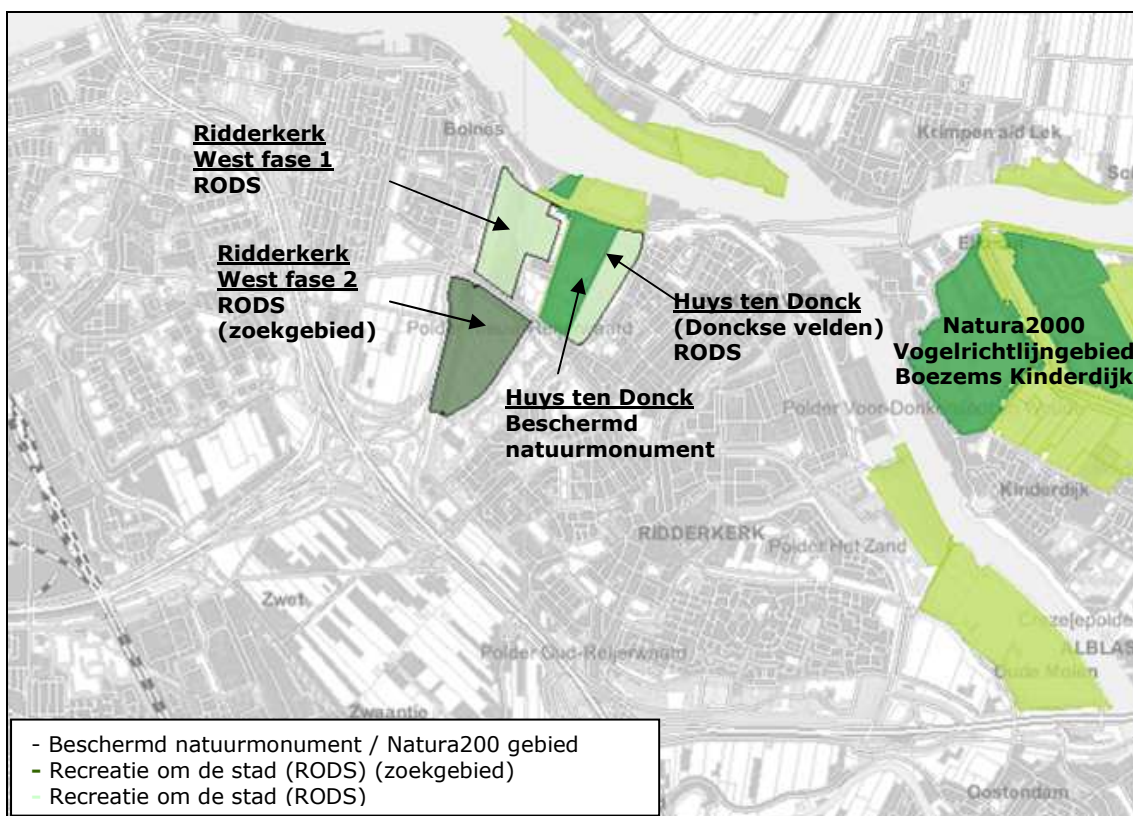 Bolnes
Krimpen a/d Lek
Ridderkerk
West fase 1
RODS
Ridderkerk
West fase 2
RODS
(zoekgebied)
Huys ten Donck
(Donckse velden)
RODS
Huys ten Donck
Beschermd
natuurmonument
Natura2000
Vogelrichtlijngebied
Boezems Kinderdijk
Kinderdijk
RIDDERKERK
Polder Het Zand
Zwet
Polder Oud-Reijerwaard
ALBLAS
Oude Molen
Zwaantje
Oostendam
- Beschermd natuurmonument / Natura200 gebied
- Recreatie om de stad (RODS) (zoekgebied)
- Recreatie om de stad (RODS)